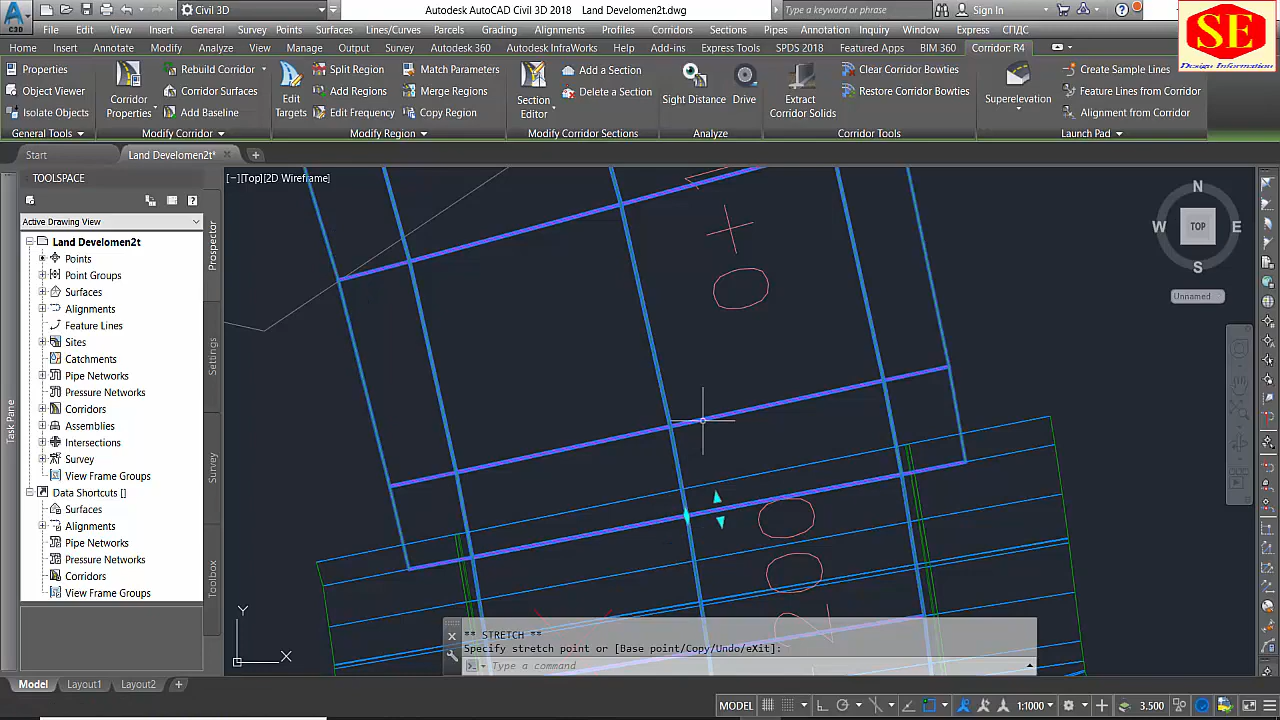 Civil 3D
Autodesk AutoCAD Civil 3D 2018 Land Developmen2t.dwg
Type a keyword or phrase
Sign In
File Edit View Insert General Survey Points Surfaces Lines/Curves Parcels Grading Alignments Profiles Corridors Sections Pipes Annotation Inquiry Window Express СПДС
Home Insert Annotate Modify Analyze View Manage Output Survey Autodesk 360 Autodesk InfraWorks Help Add-ins Express Tools SPDS 2018 Featured Apps BIM 360 Corridor: R4
SE
Design Information
C3D
Properties
Object Viewer
Isolate Objects
General Tools
Corridor Properties
Rebuild Corridor
Corridor Surfaces
Add Baseline
Modify Corridor
Edit Targets
Split Region
Add Regions
Edit Frequency
Match Parame
Merge Regions
Copy Region
Modify Region
Section Editor
Add a Section
Delete a Section
Modify Corridor Sections
Sight Distance
Drive
Analyze
Extract Corridor Solids
Clear Corridor Bowties
Restore Corridor Bowties
Corridor Tools
Superelevation
Create Sample Lines
Feature Lines from Corridor
Alignment from Corridor
Launch Pad
Start
Land Developmen2t*
TOOLSPACE
Active Drawing View
Land Developmen2t
Points
Point Groups
Surfaces
Alignments
Feature Lines
Sites
Catchments
Pipe Networks
Pressure Networks
Corridors
Assemblies
Intersections
Survey
View Frame Groups
Data Shortcuts []
Surfaces
Alignments
Pipe Networks
Pressure Networks
Corridors
View Frame Groups
Prospector
Settings
Survey
Toolbox
Task Pane
[−][Top][2D Wireframe]
N
W TOP E
S
Unnamed
+
0
0
0
Y
X
** STRETCH **
Specify stretch point or [Base point/Copy/Undo/eXit]:
Type a command
Model Layout1 Layout2 +
MODEL
1:1000
3.500